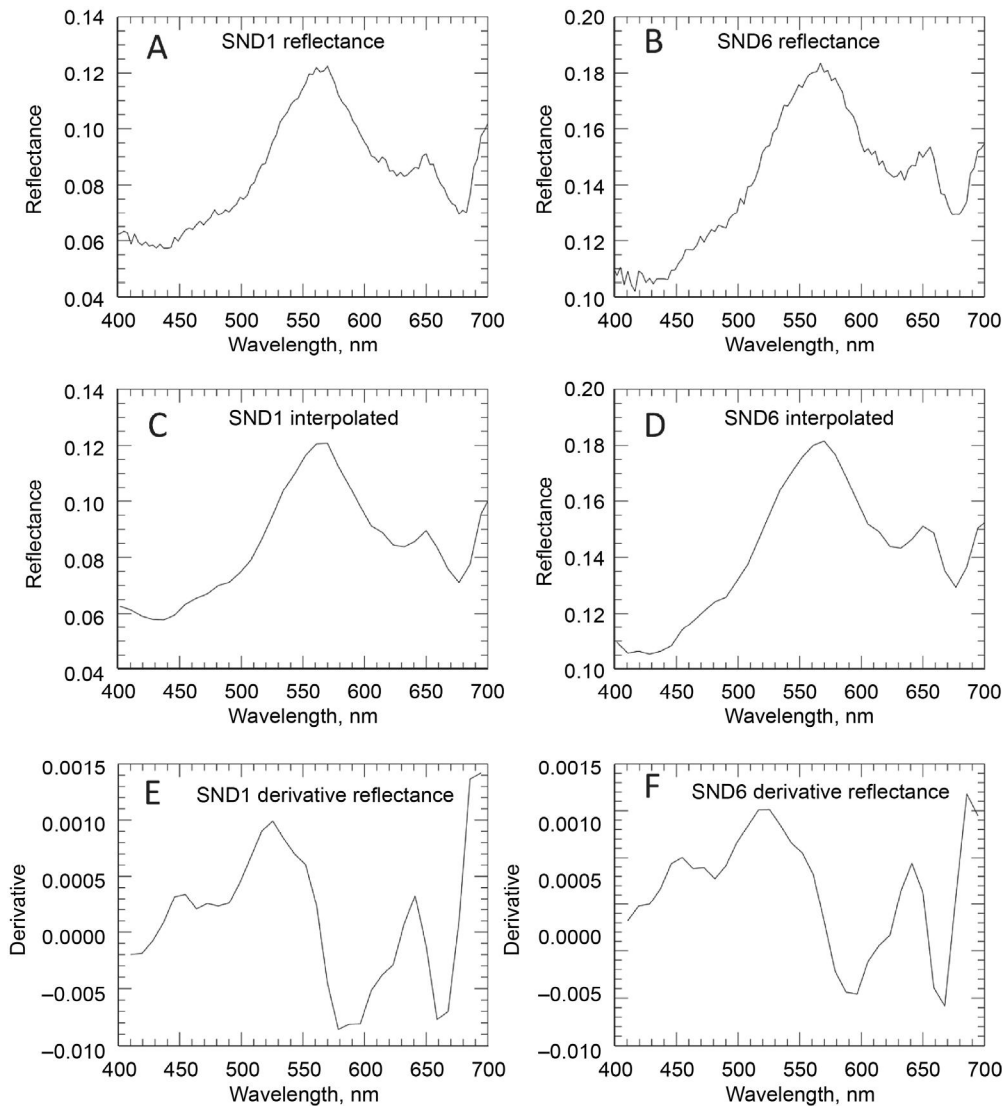 A
SND1 reflectance
0.14
0.12
0.10
0.08
0.06
0.04
Reflectance
400 450 500 550 600 650 700
Wavelength, nm
B
SND6 reflectance
0.20
0.18
0.16
0.14
0.12
0.10
Reflectance
400 450 500 550 600 650 700
Wavelength, nm
C
SND1 interpolated
0.14
0.12
0.10
0.08
0.06
0.04
Reflectance
400 450 500 550 600 650 700
Wavelength, nm
D
SND6 interpolated
0.20
0.18
0.16
0.14
0.12
0.10
Reflectance
400 450 500 550 600 650 700
Wavelength, nm
E
SND1 derivative reflectance
0.0015
0.0010
0.0005
0.0000
–0.005
–0.010
Derivative
400 450 500 550 600 650 700
Wavelength, nm
F
SND6 derivative reflectance
0.0015
0.0010
0.0005
0.0000
–0.005
–0.010
Derivative
400 450 500 550 600 650 700
Wavelength, nm